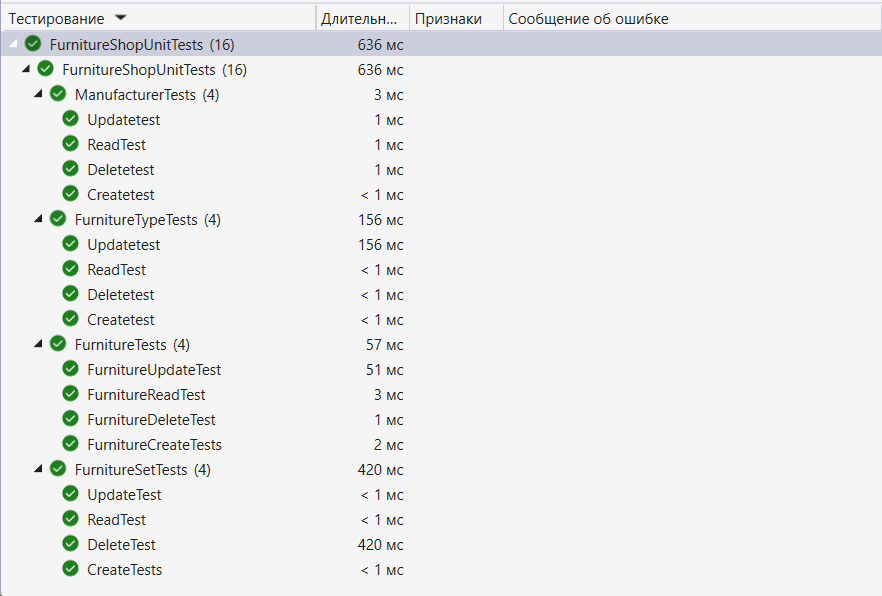 Тестирование Длительн... Признаки Сообщение об ошибке
FurnitureShopUnitTests (16) 636 мс
FurnitureShopUnitTests (16) 636 мс
ManufacturerTests (4) 3 мс
Updatetest 1 мс
ReadTest 1 мс
Deletetest 1 мс
Createtest < 1 мс
FurnitureTypeTests (4) 156 мс
Updatetest 156 мс
ReadTest < 1 мс
Deletetest < 1 мс
Createtest < 1 мс
FurnitureTests (4) 57 мс
FurnitureUpdateTest 51 мс
FurnitureReadTest 3 мс
FurnitureDeleteTest 1 мс
FurnitureCreateTests 2 мс
FurnitureSetTests (4) 420 мс
UpdateTest < 1 мс
ReadTest < 1 мс
DeleteTest 420 мс
CreateTests < 1 мс